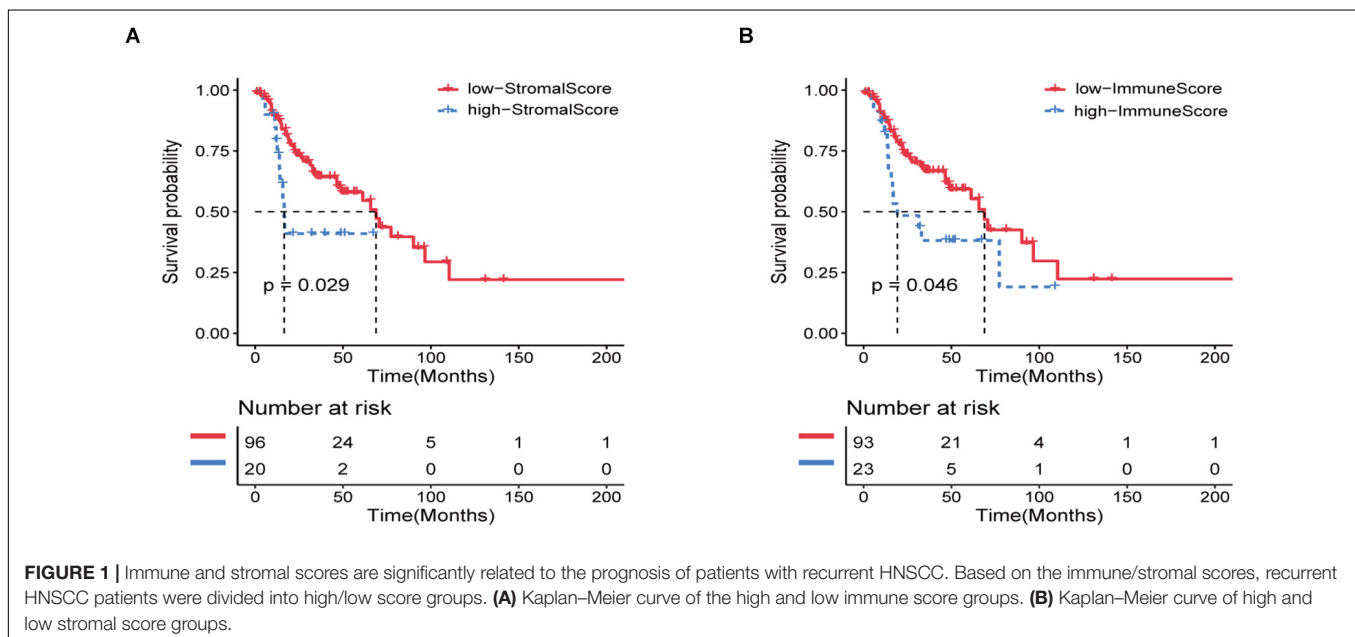 A
low-StromalScore
high-StromalScore
Survival probability
1.00
0.75
0.50
0.25
0.00
p = 0.029
0 50 100 150 200
Time(Months)
Number at risk
96 24 5 1 1
20 2 0 0 0
0 50 100 150 200
Time(Months)
B
low-ImmuneScore
high-ImmuneScore
Survival probability
1.00
0.75
0.50
0.25
0.00
p = 0.046
0 50 100 150 200
Time(Months)
Number at risk
93 21 4 1 1
23 5 1 0 0
0 50 100 150 200
Time(Months)
FIGURE 1 | Immune and stromal scores are significantly related to the prognosis of patients with recurrent HNSCC. Based on the immune/stromal scores, recurrent
HNSCC patients were divided into high/low score groups. (A) Kaplan–Meier curve of the high and low immune score groups. (B) Kaplan–Meier curve of high and
low stromal score groups.